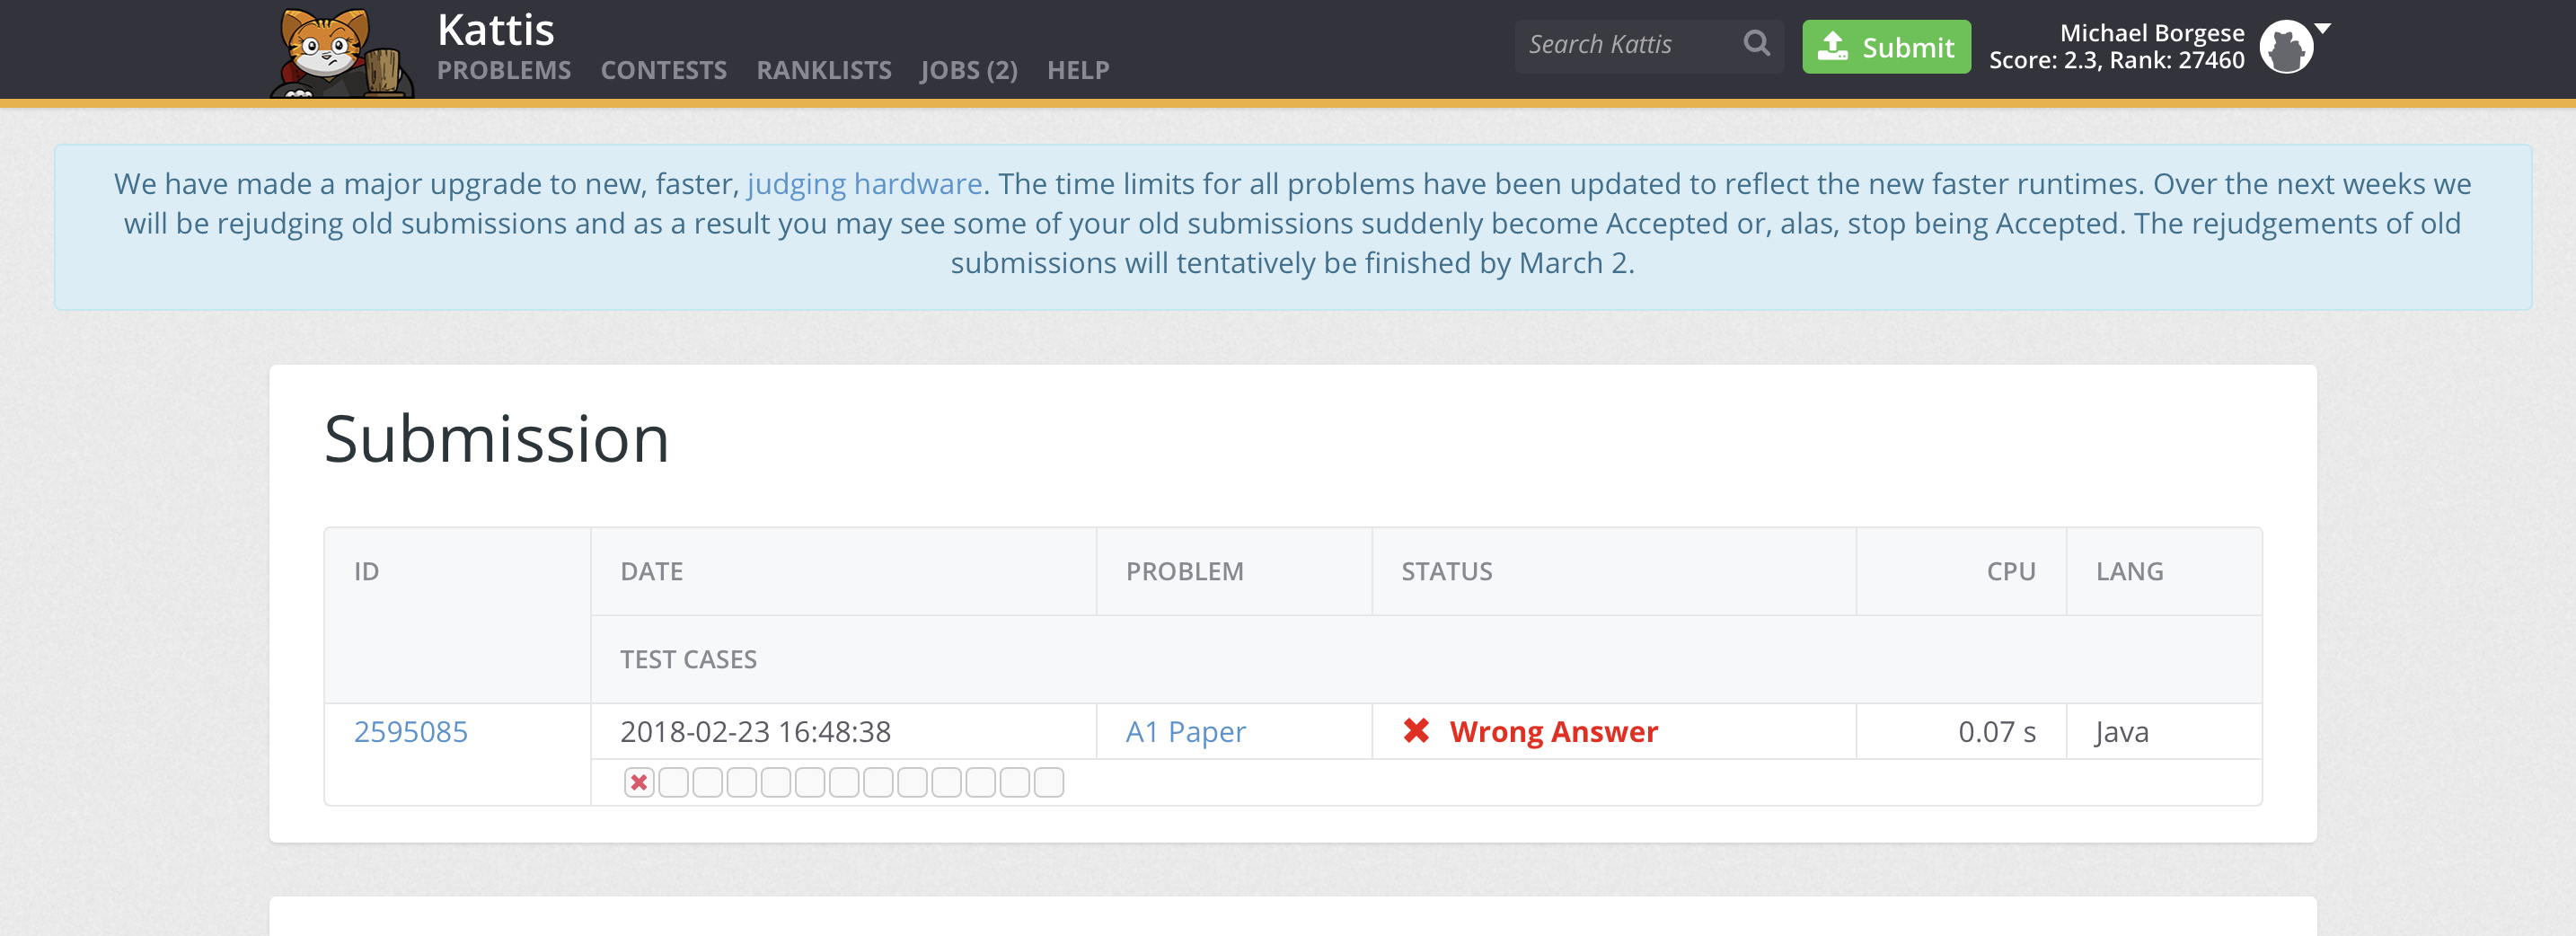 Kattis
PROBLEMS CONTESTS RANKLISTS JOBS (2) HELP
Search Kattis
Submit
Michael Borgese
Score: 2.3, Rank: 27460
We have made a major upgrade to new, faster, judging hardware. The time limits for all problems have been updated to reflect the new faster runtimes. Over the next weeks we
will be rejudging old submissions and as a result you may see some of your old submissions suddenly become Accepted or, alas, stop being Accepted. The rejudgements of old
submissions will tentatively be finished by March 2.
Submission
ID DATE PROBLEM STATUS CPU LANG
TEST CASES
2595085 2018-02-23 16:48:38 A1 Paper Wrong Answer 0.07 s Java